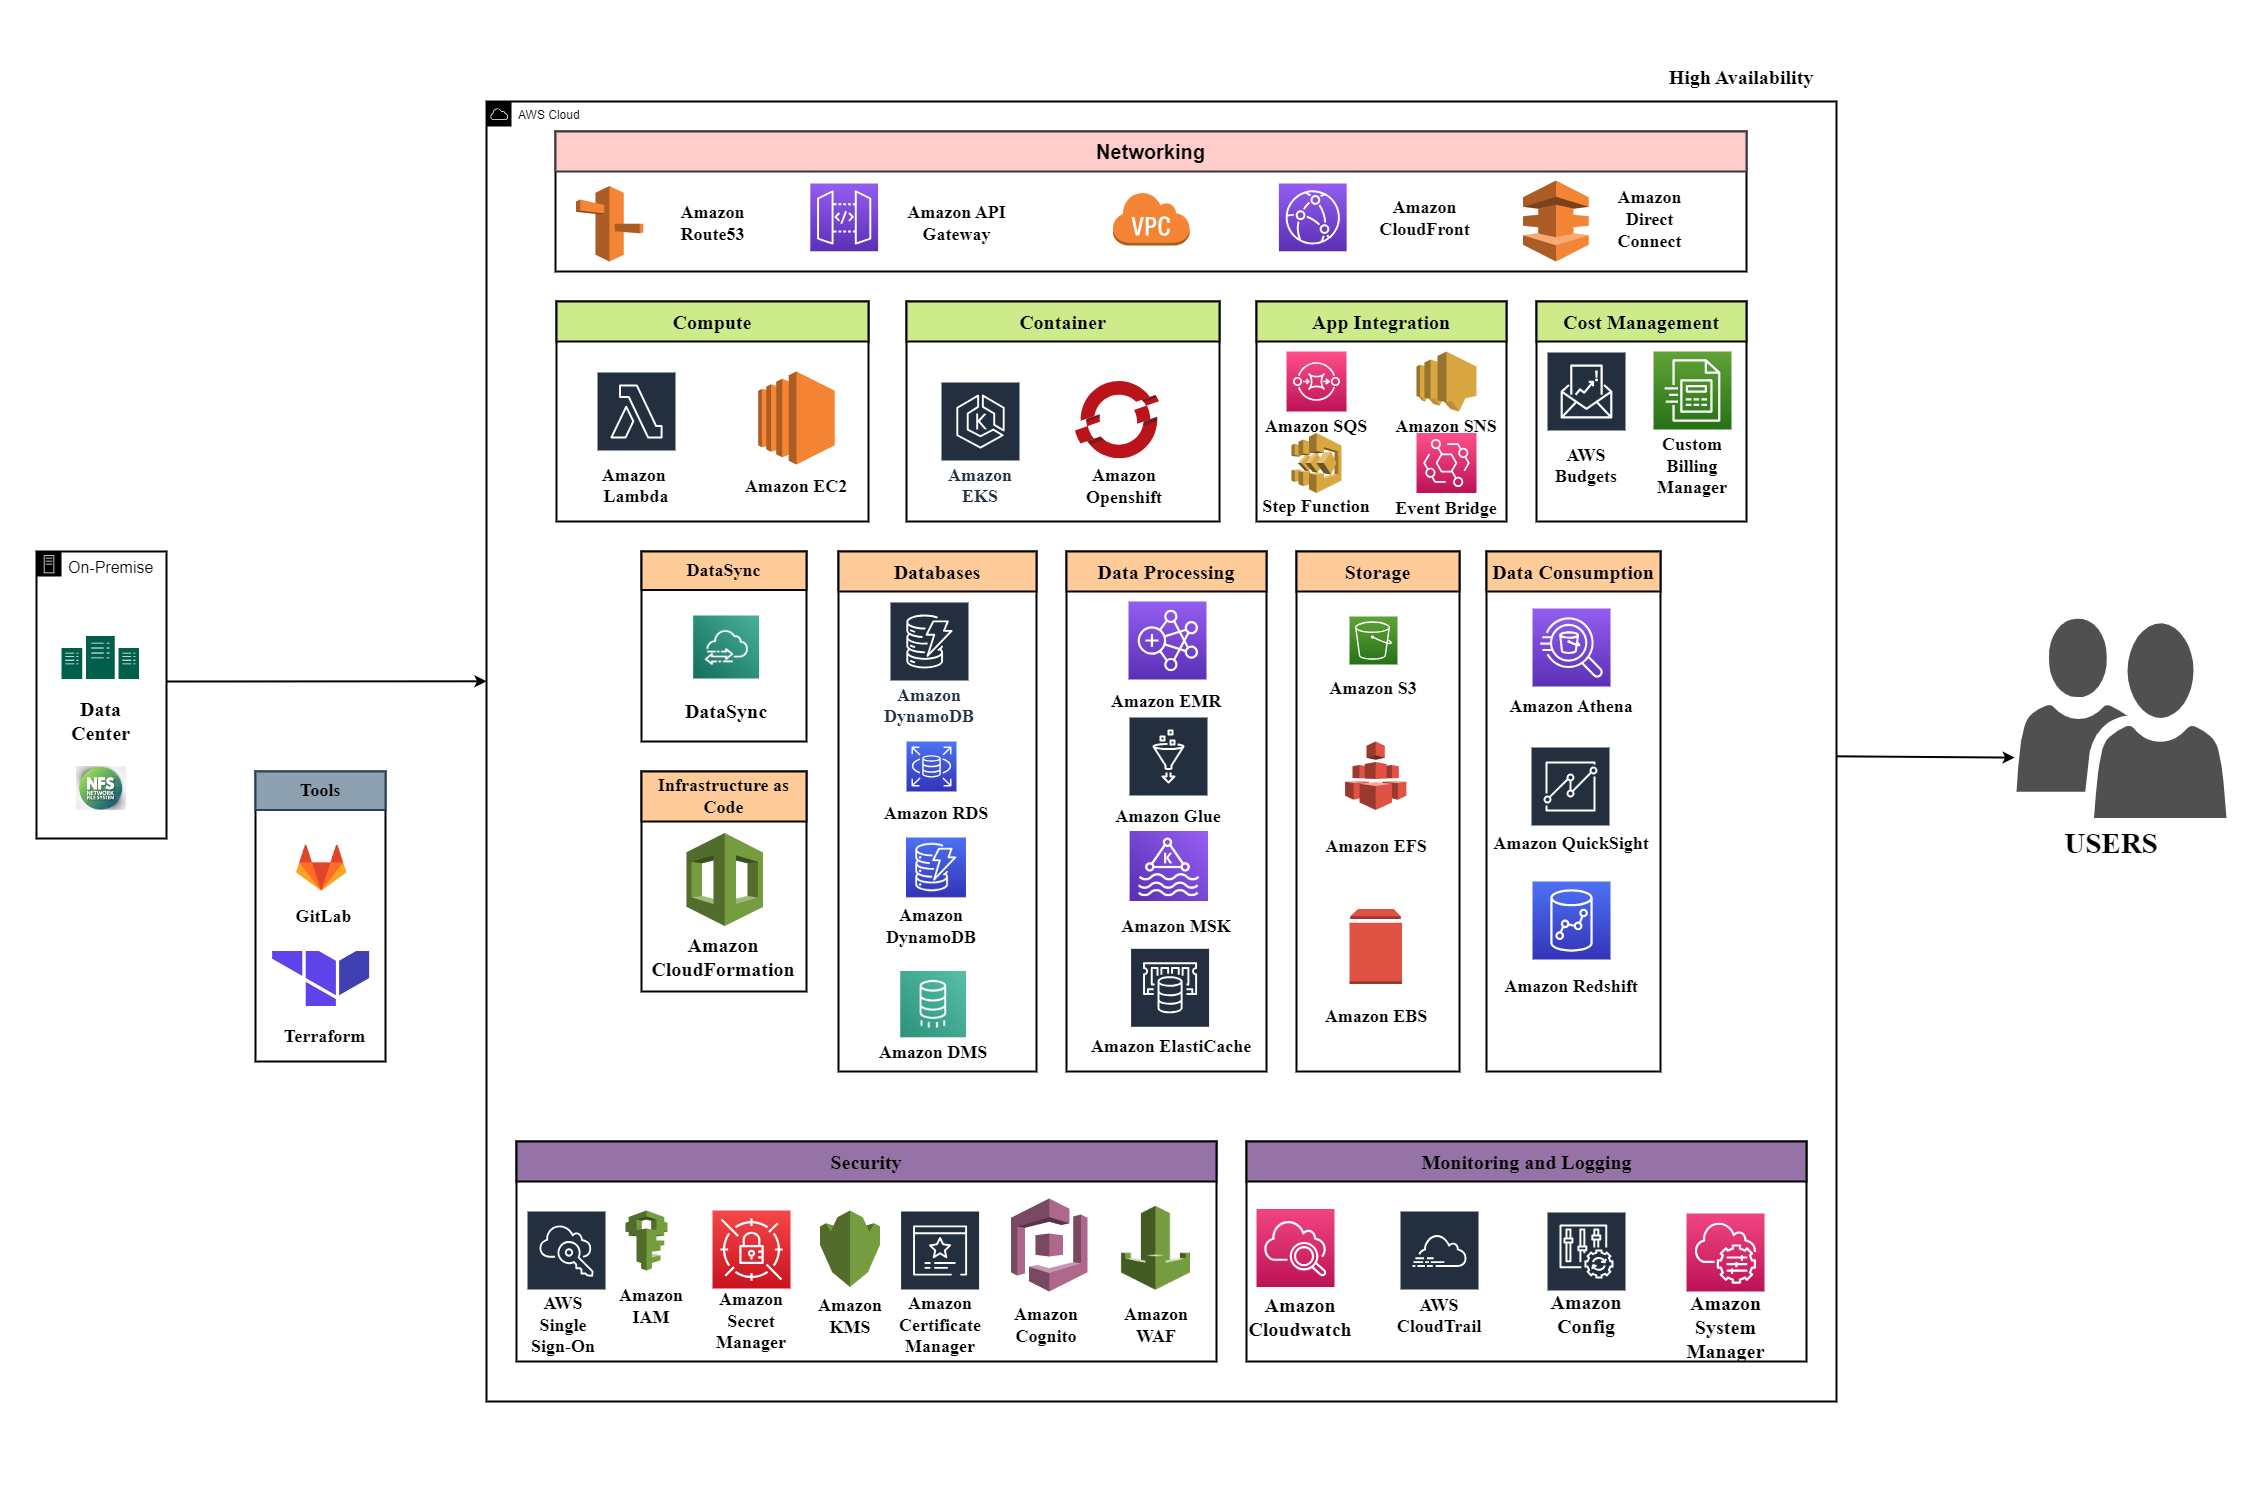 High Availability
AWS Cloud
Networking
Amazon
Route53
</>
Amazon API
Gateway
VPC
Amazon
CloudFront
Amazon
Direct
Connect
Compute
Amazon
Lambda
Amazon EC2
Container
K
Amazon
EKS
Amazon
Openshift
App Integration
Amazon SQS
Amazon SNS
Step Function
Event Bridge
Cost Management
!
AWS
Budgets
Custom
Billing
Manager
On-Premise
Data
Center
NFS
NETWORK
FILE SYSTEM
Tools
GitLab
Terraform
DataSync
DataSync
Infrastructure as
Code
Amazon
CloudFormation
Databases
Amazon
DynamoDB
Amazon RDS
Amazon
DynamoDB
Amazon DMS
Data Processing
Amazon EMR
Amazon Glue
K
Amazon MSK
Amazon ElastiCache
Storage
Amazon S3
Amazon EFS
Amazon EBS
Data Consumption
Amazon Athena
Amazon QuickSight
Amazon Redshift
USERS
Security
AWS
Single
Sign-On
Amazon
IAM
Amazon
Secret
Manager
Amazon
KMS
Amazon
Certificate
Manager
Amazon
Cognito
Amazon
WAF
Monitoring and Logging
Amazon
Cloudwatch
AWS
CloudTrail
Amazon
Config
Amazon
System
Manager